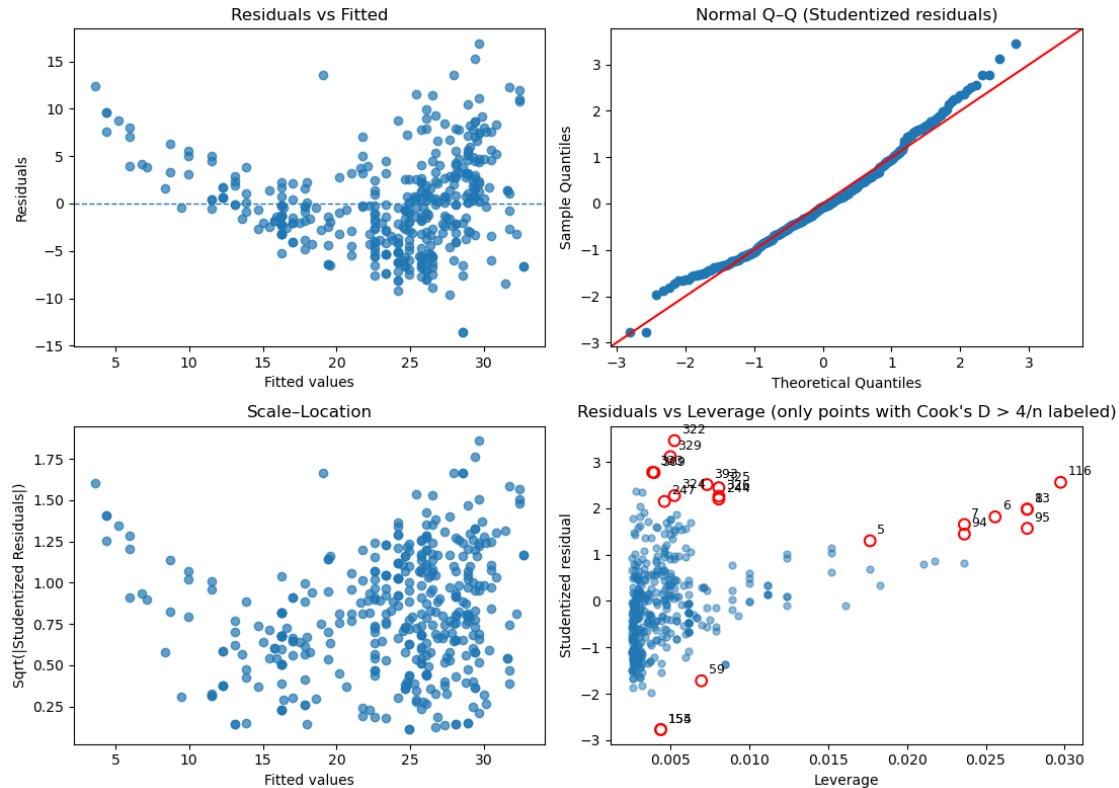 Residuals vs Fitted
Residuals
15
10
5
0
−5
−10
−15
5 10 15 20 25 30
Fitted values
Normal Q–Q (Studentized residuals)
Sample Quantiles
3
2
1
0
−1
−2
−3
−3 −2 −1 0 1 2 3
Theoretical Quantiles
Scale–Location
Sqrt(|Studentized Residuals|)
1.75
1.50
1.25
1.00
0.75
0.50
0.25
5 10 15 20 25 30
Fitted values
Residuals vs Leverage (only points with Cook's D > 4/n labeled)
Studentized residual
3
2
1
0
−1
−2
−3
322
329
393
325
324
244
247
116
13
6
95
7
94
5
59
0.005 0.010 0.015 0.020 0.025 0.030
Leverage